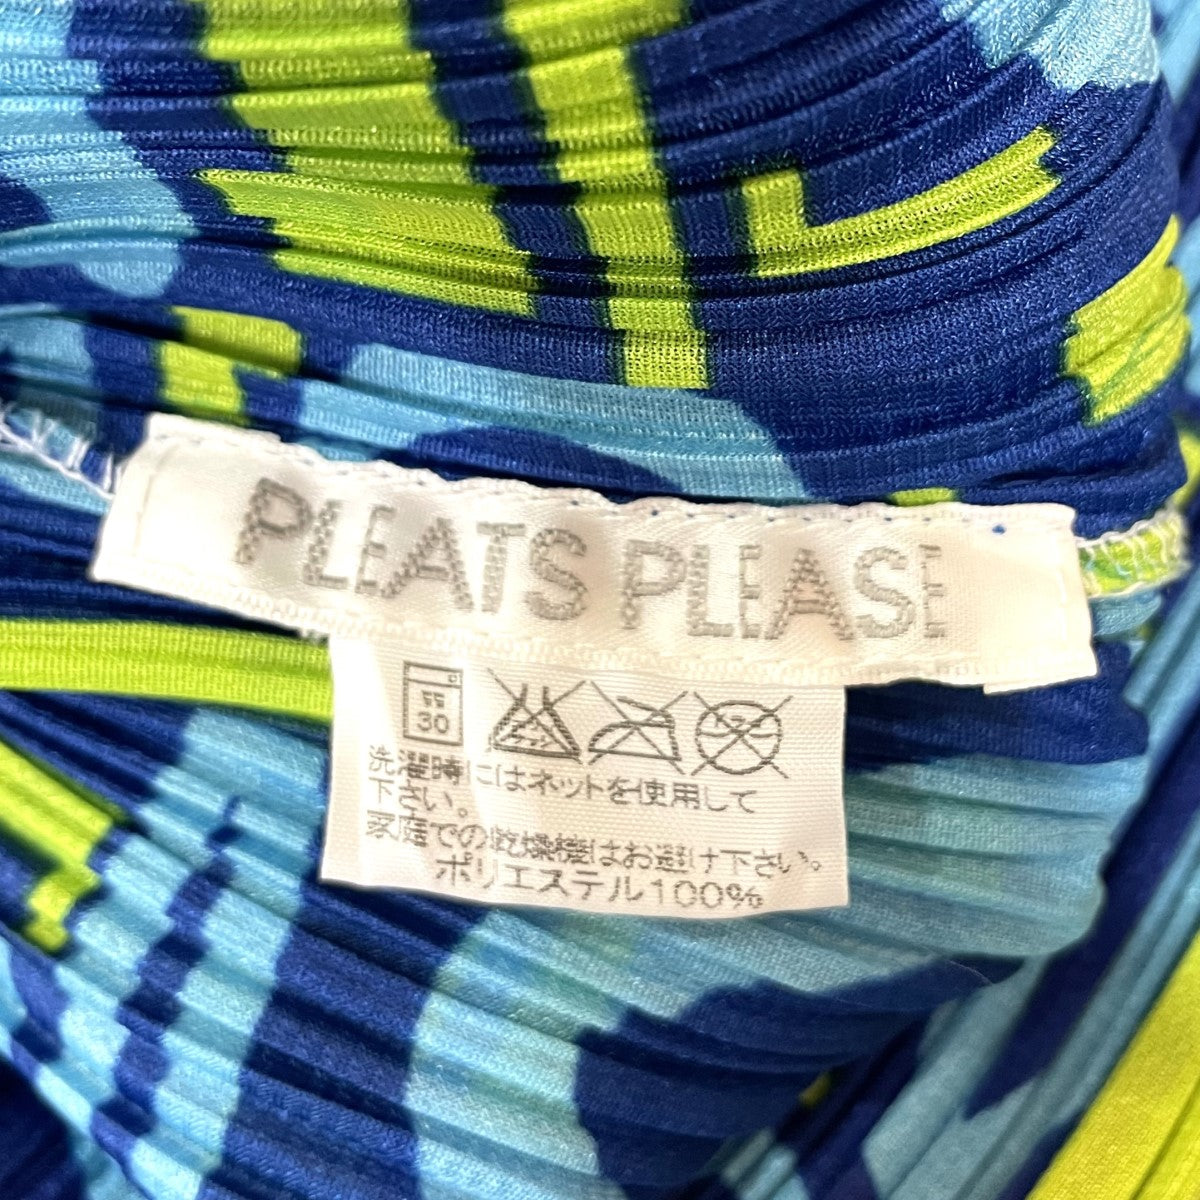 PLEATS PLEASE
弱
30
洗濯時にはネットを使用して
下さい。
家庭での乾燥機はお避け下さい。
ポリエステル100%